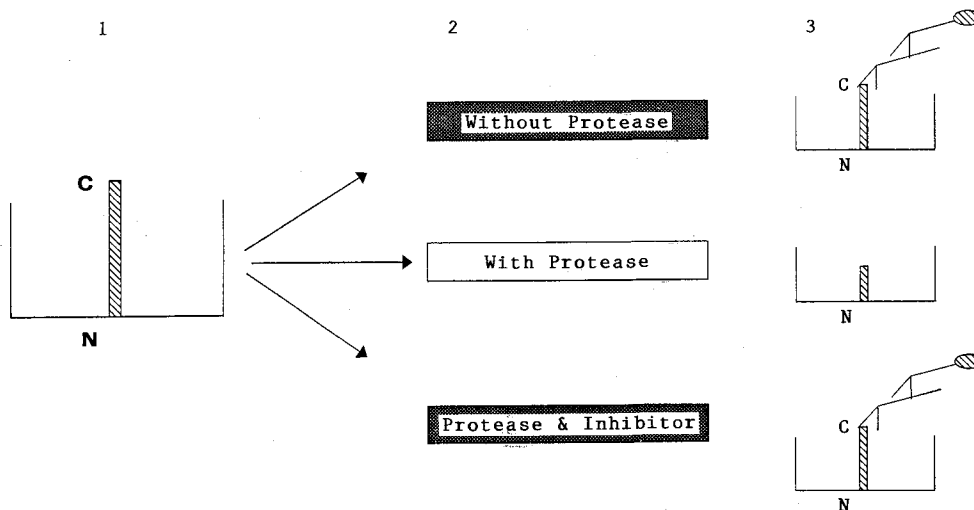 1
2
3
C
N
Without Protease
With Protease
Protease & Inhibitor
C
N
N
C
N